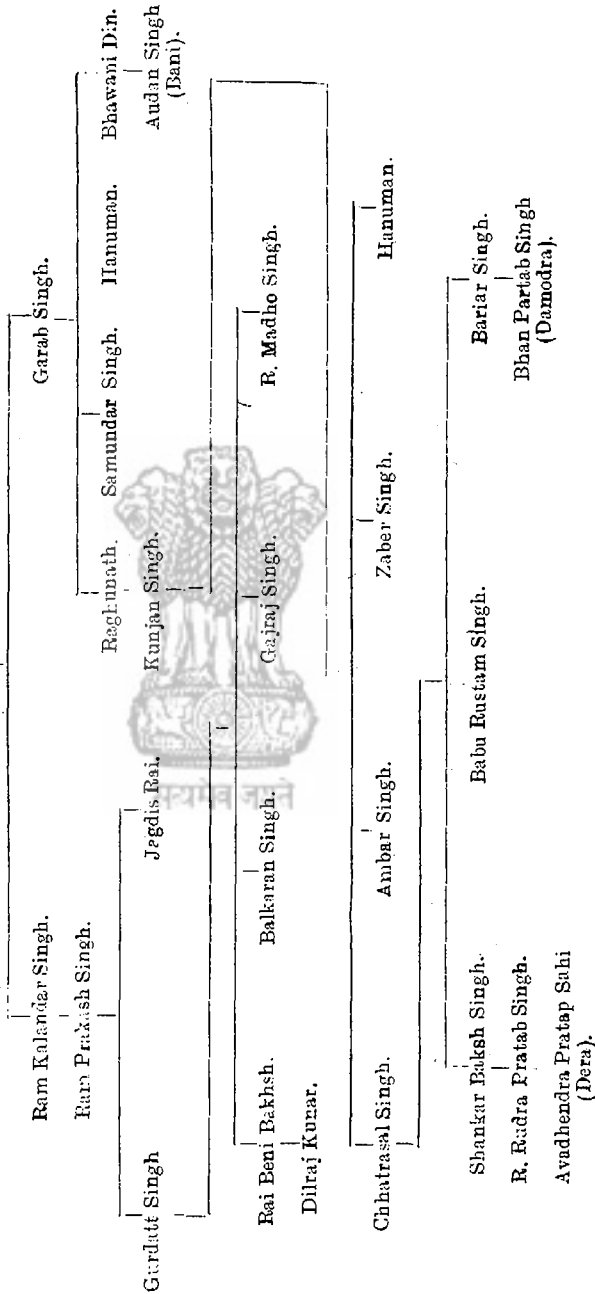 Ram Kalandar Singh.
Garab Singh.
Ram Prakash Singh.
Raghunath.
Samundar Singh.
Hanuman.
Bhawani Din.
Gurdatt Singh
Jagdis Rai.
Kunjan Singh.
Audan Singh
(Bani).
Rai Beni Bakhsh.
Balkaran Singh.
Gajraj Singh.
R. Madho Singh.
Dilraj Kunar.
Chhatrasal Singh.
Ambar Singh.
Zaber Singh.
Hanuman.
Shankar Baksh Singh.
Babu Rustam Singh.
Bariar Singh.
R. Rudra Pratab Singh.
Bhan Partab Singh
(Damodra).
Avadhendra Pratap Sahi
(Dera).
सत्यमेव जयते